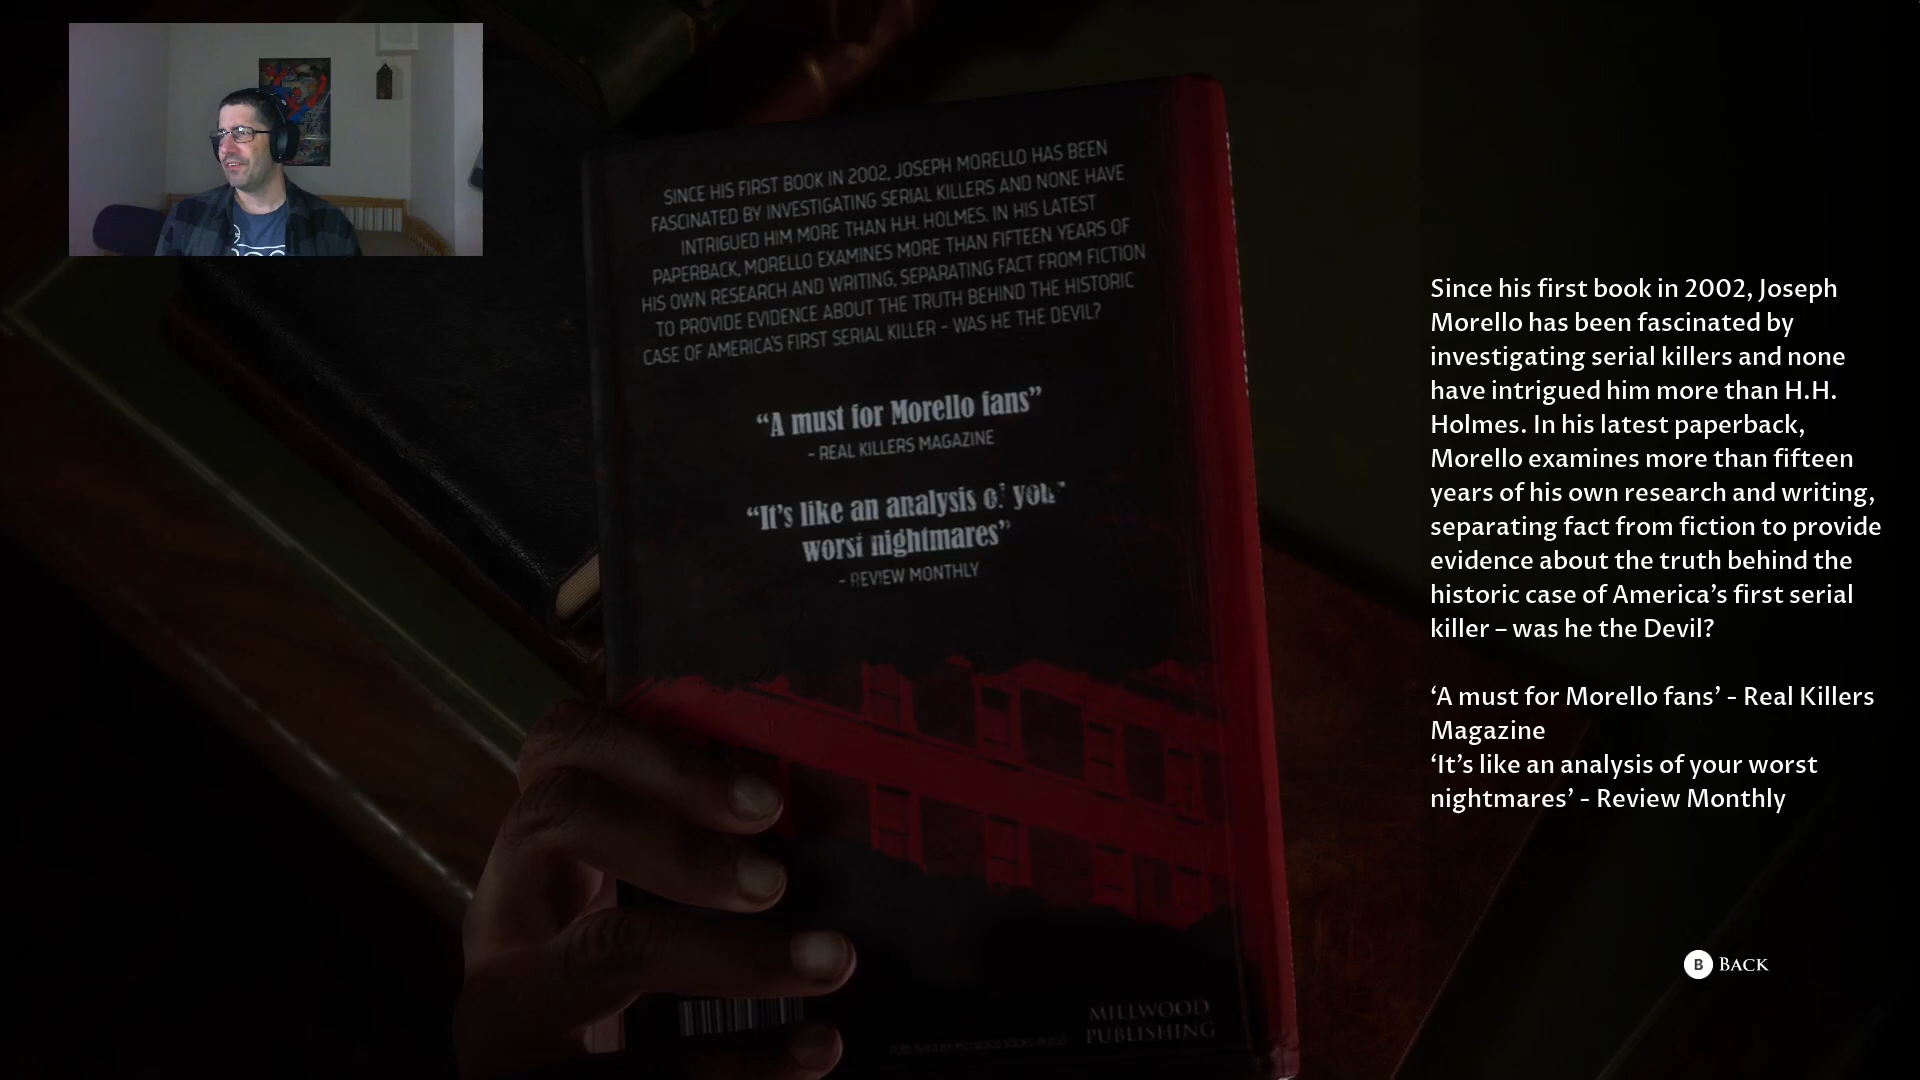 SINCE HIS FIRST BOOK IN 2002, JOSEPH MORELLO HAS BEEN
FASCINATED BY INVESTIGATING SERIAL KILLERS AND NONE HAVE
INTRIGUED HIM MORE THAN H.H. HOLMES. IN HIS LATEST
PAPERBACK, MORELLO EXAMINES MORE THAN FIFTEEN YEARS OF
HIS OWN RESEARCH AND WRITING, SEPARATING FACT FROM FICTION
TO PROVIDE EVIDENCE ABOUT THE TRUTH BEHIND THE HISTORIC
CASE OF AMERICA'S FIRST SERIAL KILLER - WAS HE THE DEVIL?
“A must for Morello fans”
- REAL KILLERS MAGAZINE
“It's like an analysis of your
worst nightmares”
- REVIEW MONTHLY
MILLWOOD
PUBLISHING
Since his first book in 2002, Joseph
Morello has been fascinated by
investigating serial killers and none
have intrigued him more than H.H.
Holmes. In his latest paperback,
Morello examines more than fifteen
years of his own research and writing,
separating fact from fiction to provide
evidence about the truth behind the
historic case of America’s first serial
killer – was he the Devil?
‘A must for Morello fans’ - Real Killers
Magazine
‘It’s like an analysis of your worst
nightmares’ - Review Monthly
B BACK